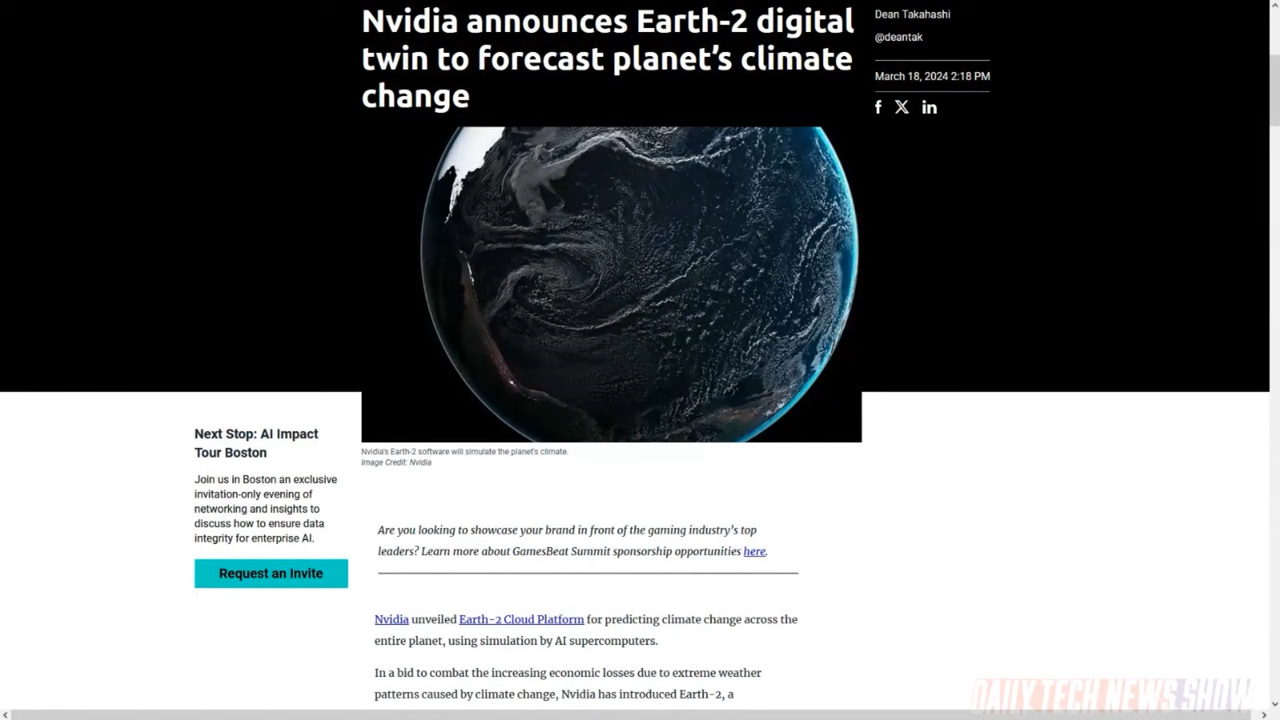 Nvidia announces Earth-2 digital
twin to forecast planet's climate
change
Dean Takahashi
@deantak
March 18, 2024 2:18 PM
Nvidia's Earth-2 software will simulate the planet's climate.
Image Credit: Nvidia
Next Stop: AI Impact
Tour Boston
Join us in Boston an exclusive
invitation-only evening of
networking and insights to
discuss how to ensure data
integrity for enterprise AI.
Request an Invite
Are you looking to showcase your brand in front of the gaming industry's top
leaders? Learn more about GamesBeat Summit sponsorship opportunities here.
Nvidia unveiled Earth-2 Cloud Platform for predicting climate change across the
entire planet, using simulation by AI supercomputers.
In a bid to combat the increasing economic losses due to extreme weather
patterns caused by climate change, Nvidia has introduced Earth-2, a
DAILY TECH NEWS SHOW